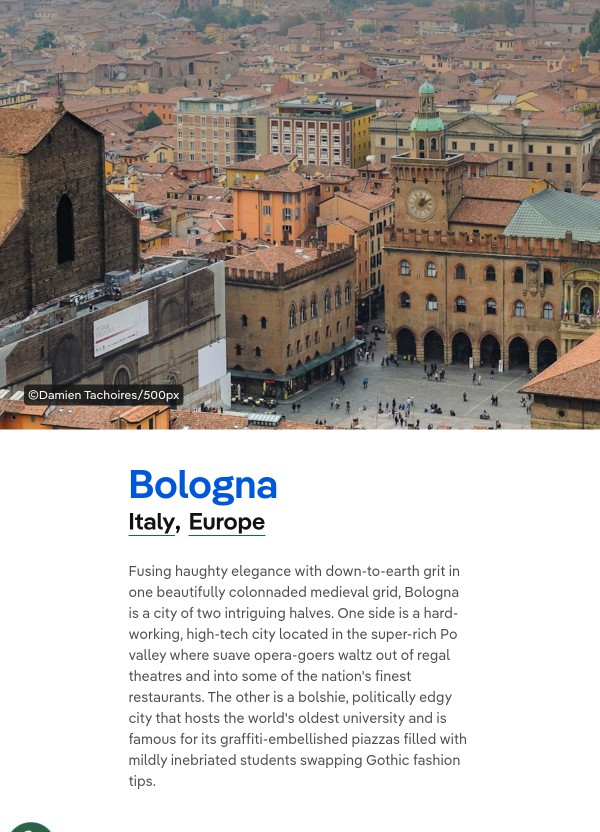 ©Damien Tachoires/500px
Bologna
Italy, Europe
Fusing haughty elegance with down-to-earth grit in
one beautifully colonnaded medieval grid, Bologna
is a city of two intriguing halves. One side is a hard-
working, high-tech city located in the super-rich Po
valley where suave opera-goers waltz out of regal
theatres and into some of the nation's finest
restaurants. The other is a bolshie, politically edgy
city that hosts the world's oldest university and is
famous for its graffiti-embellished piazzas filled with
mildly inebriated students swapping Gothic fashion
tips.